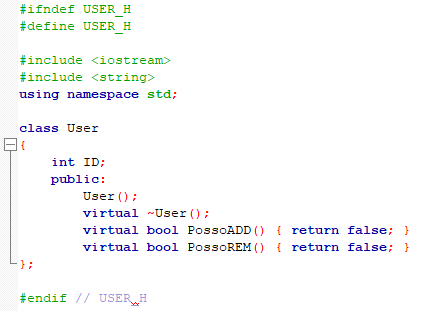 #ifndef USER_H
#define USER_H
#include <iostream>
#include <string>
using namespace std;
class User
{
int ID;
public:
User();
virtual ~User();
virtual bool PossoADD() { return false; }
virtual bool PossoREM() { return false; }
};
#endif // USER_H